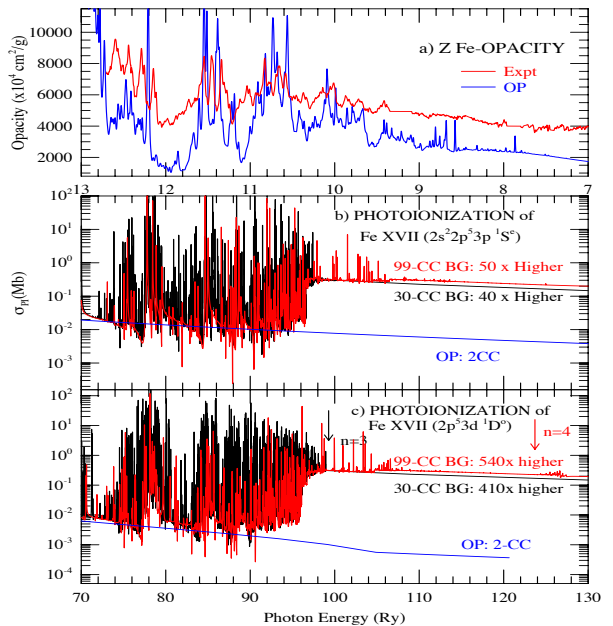 a) Z Fe-OPACITY
Expt
OP
Opacity (x10⁴ cm²/g)
10000
8000
6000
4000
2000
13 12 11 10 9 8 7
b) PHOTOIONIZATION of
Fe XVII (2s²2p⁵3p ¹Sᵉ)
99-CC BG: 50 x Higher
30-CC BG: 40 x Higher
OP: 2CC
σPI(Mb)
10²
10¹
10⁰
10⁻¹
10⁻²
10⁻³
c) PHOTOIONIZATION of
Fe XVII (2p⁵3d ¹Dᵒ)
n=3
n=4
99-CC BG: 540x higher
30-CC BG: 410x higher
OP: 2-CC
10²
10¹
10⁰
10⁻¹
10⁻²
10⁻³
10⁻⁴
70 80 90 100 110 120 130
Photon Energy (Ry)